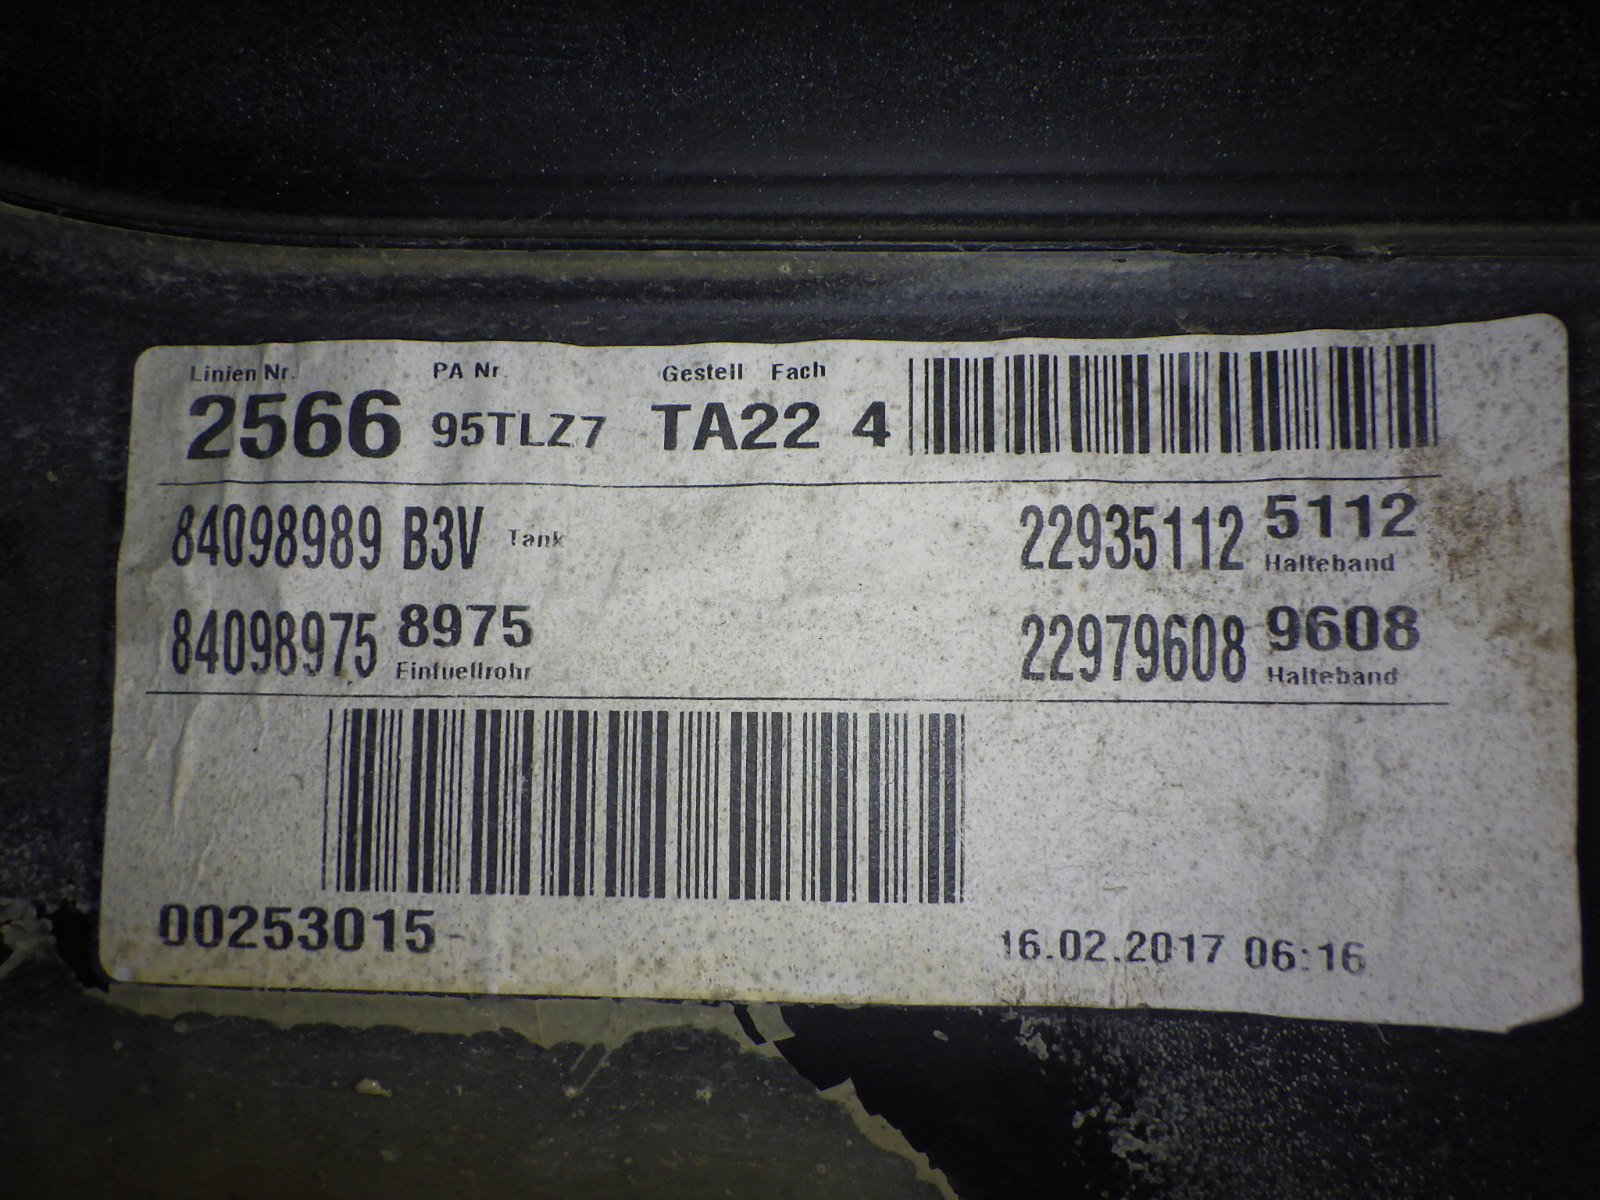 Linien Nr. PA Nr. Gestell Fach
2566 95TLZ7 TA22 4
84098989 B3V Tank 22935112 5112
Halteband
84098975 8975 22979608 9608
Einfuellrohr Halteband
00253015
16.02.2017 06:16